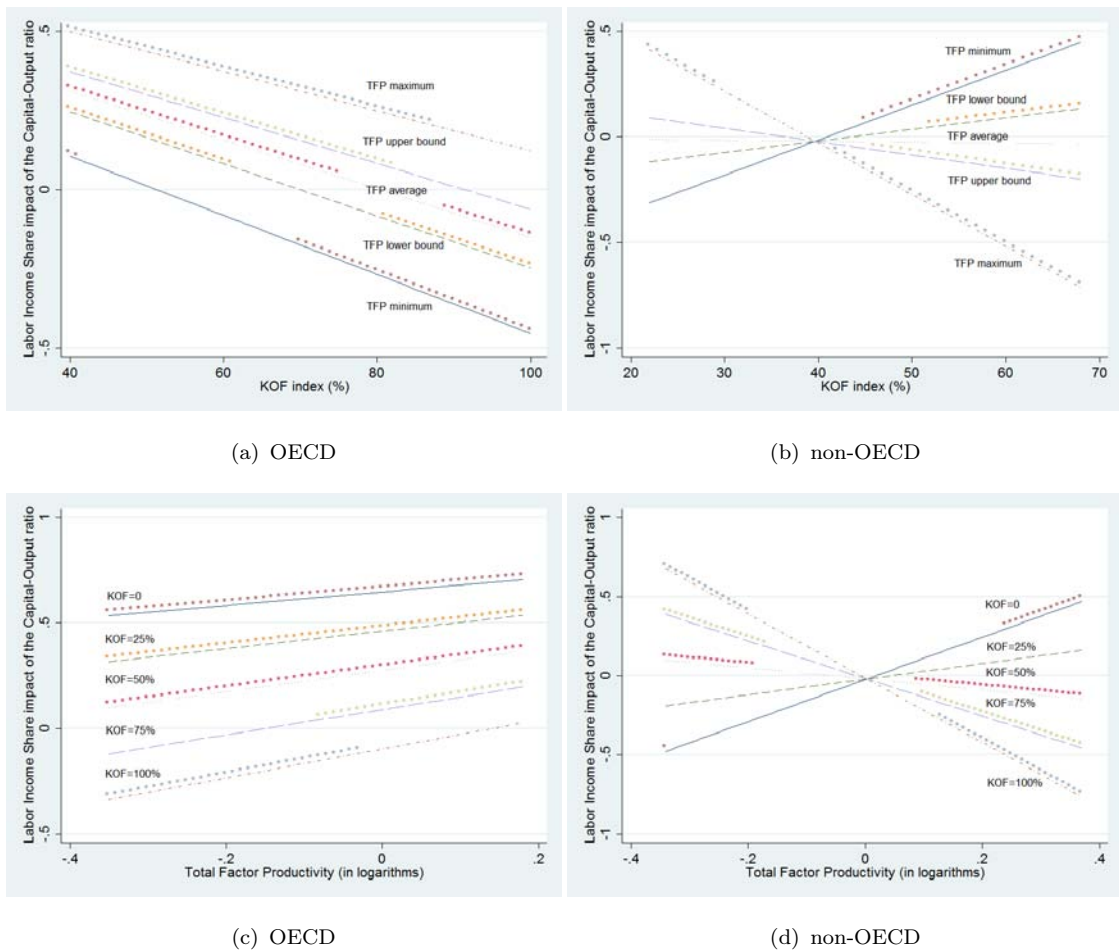 Labor Income Share impact of the Capital-Output ratio
.5
0
-.5
TFP maximum
TFP upper bound
TFP average
TFP lower bound
TFP minimum
40
60
80
100
KOF index (%)
(a) OECD
Labor Income Share impact of the Capital-Output ratio
.5
0
-.5
-1
TFP minimum
TFP lower bound
TFP average
TFP upper bound
TFP maximum
20
30
40
50
60
70
KOF index (%)
(b) non-OECD
Labor Income Share impact of the Capital-Output ratio
1
.5
0
-.5
KOF=0
KOF=25%
KOF=50%
KOF=75%
KOF=100%
-.4
-.2
0
.2
Total Factor Productivity (in logarithms)
(c) OECD
Labor Income Share impact of the Capital-Output ratio
1
.5
0
-.5
-1
KOF=0
KOF=25%
KOF=50%
KOF=75%
KOF=100%
-.4
-.2
0
.2
.4
Total Factor Productivity (in logarithms)
(d) non-OECD